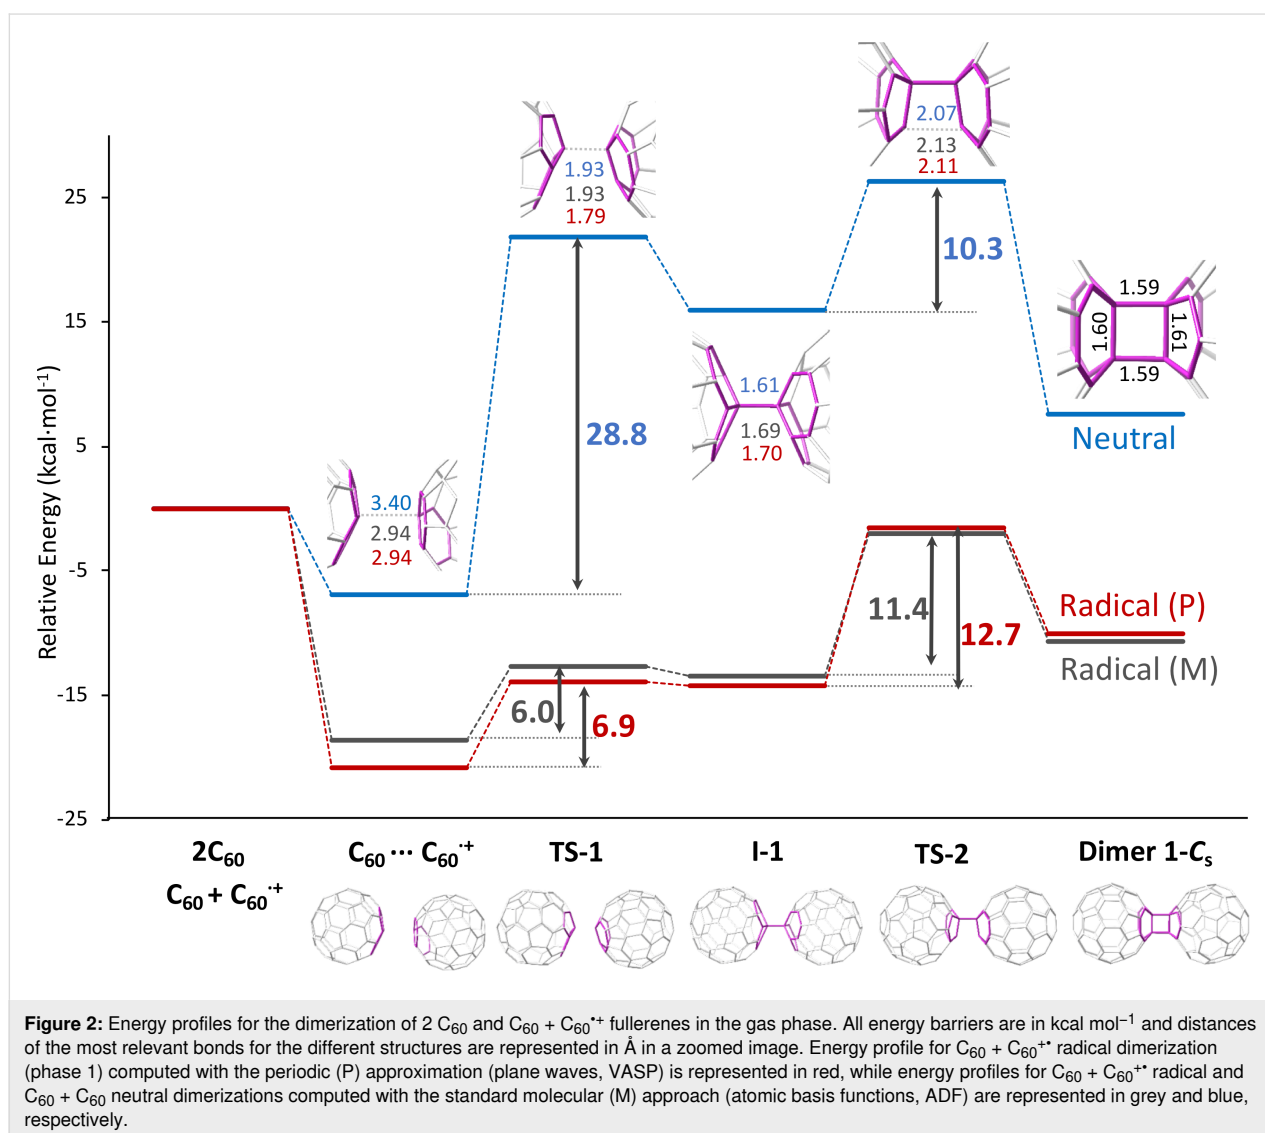 2.07
2.13
2.11
1.93
1.93
1.79
25
10.3
1.59
1.60
1.61
1.59
15
1.61
1.69
1.70
28.8
Neutral
5
3.40
2.94
2.94
Relative Energy (kcal·mol-1)
-5
11.4
12.7
Radical (P)
Radical (M)
-15
6.0
6.9
-25
2C60
C60 ··· C60·+
TS-1
I-1
TS-2
Dimer 1-Cs
C60 + C60·+
Figure 2: Energy profiles for the dimerization of 2 C60 and C60 + C60•+ fullerenes in the gas phase. All energy barriers are in kcal mol−1 and distances
of the most relevant bonds for the different structures are represented in Å in a zoomed image. Energy profile for C60 + C60+• radical dimerization
(phase 1) computed with the periodic (P) approximation (plane waves, VASP) is represented in red, while energy profiles for C60 + C60+• radical and
C60 + C60 neutral dimerizations computed with the standard molecular (M) approach (atomic basis functions, ADF) are represented in grey and blue,
respectively.